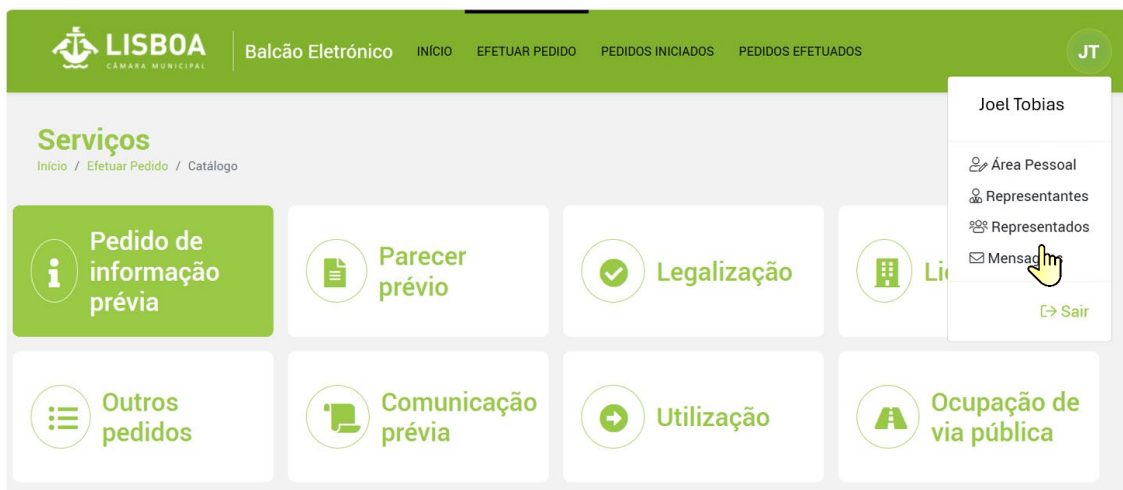 LISBOA
CÂMARA MUNICIPAL
Balcão Eletrónico
INÍCIO
EFETUAR PEDIDO
PEDIDOS INICIADOS
PEDIDOS EFETUADOS
JT
Joel Tobias
Área Pessoal
Representantes
Representados
Sair
Serviços
Início / Efetuar Pedido / Catálogo
Pedido de
informação
prévia
Parecer
prévio
Legalização
Outros
pedidos
Comunicação
prévia
Utilização
Ocupação de
via pública